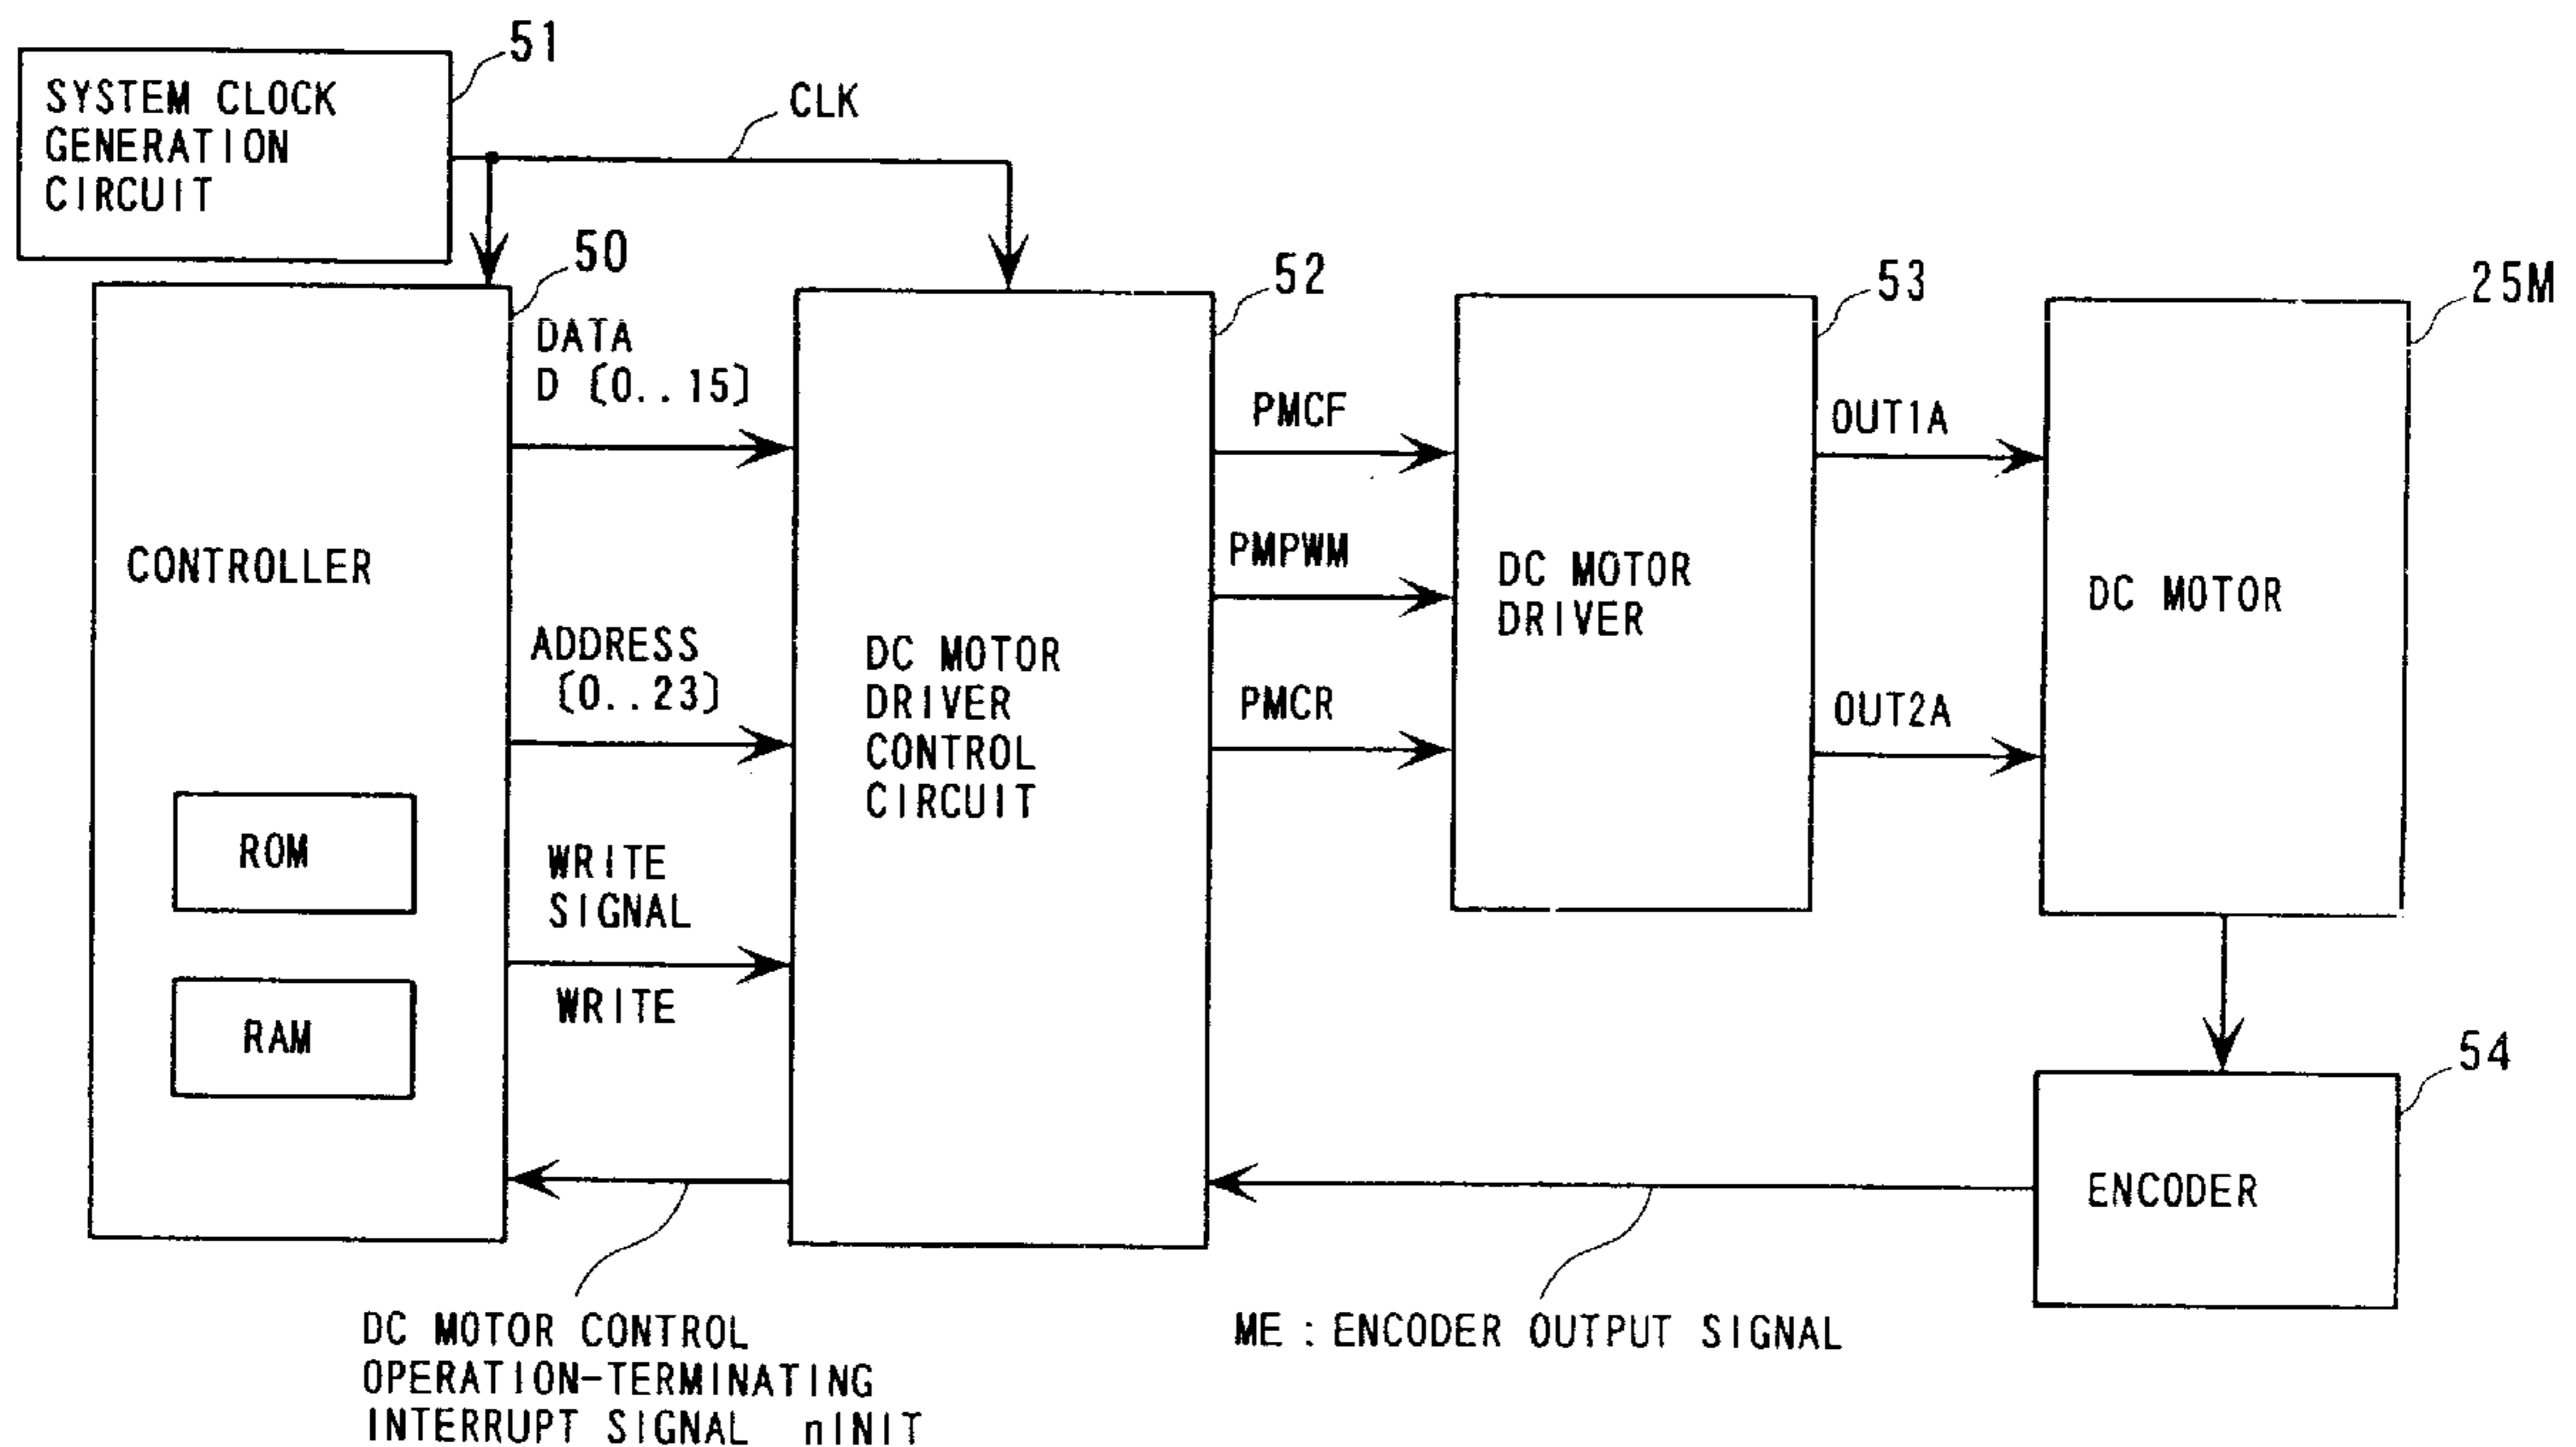 51
SYSTEM CLOCK
GENERATION
CIRCUIT
CLK
50
DATA
D [0..15]
CONTROLLER
ADDRESS
[0..23]
ROM
WRITE
SIGNAL
WRITE
RAM
52
DC MOTOR
DRIVER
CONTROL
CIRCUIT
PMCF
PMPWM
PMCR
53
DC MOTOR
DRIVER
OUT1A
OUT2A
25M
DC MOTOR
54
ENCODER
DC MOTOR CONTROL
OPERATION-TERMINATING
INTERRUPT SIGNAL nINIT
ME : ENCODER OUTPUT SIGNAL